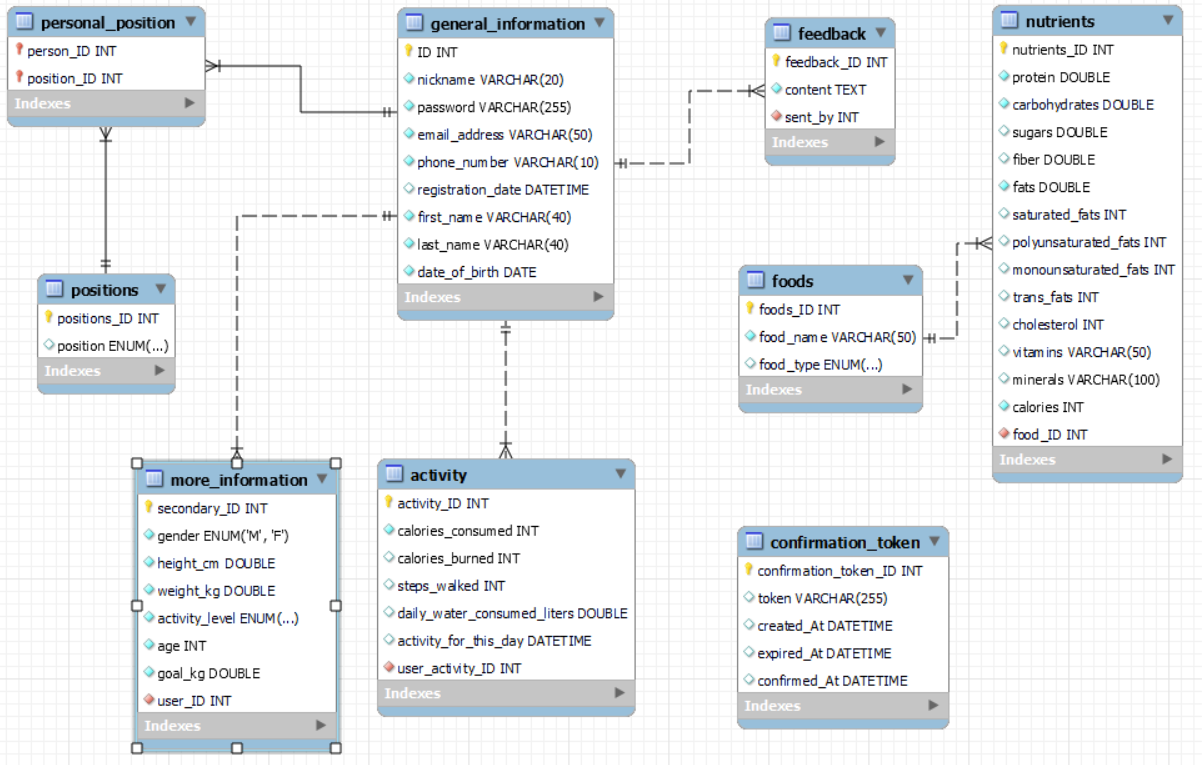 personal_position
person_ID INT
position_ID INT
Indexes
general_information
ID INT
nickname VARCHAR(20)
password VARCHAR(255)
email_address VARCHAR(50)
phone_number VARCHAR(10)
registration_date DATETIME
first_name VARCHAR(40)
last_name VARCHAR(40)
date_of_birth DATE
Indexes
feedback
feedback_ID INT
content TEXT
sent_by INT
Indexes
nutrients
nutrients_ID INT
protein DOUBLE
carbohydrates DOUBLE
sugars DOUBLE
fiber DOUBLE
fats DOUBLE
saturated_fats INT
polyunsaturated_fats INT
monounsaturated_fats INT
trans_fats INT
cholesterol INT
vitamins VARCHAR(50)
minerals VARCHAR(100)
calories INT
food_ID INT
Indexes
positions
positions_ID INT
position ENUM(...)
Indexes
foods
foods_ID INT
food_name VARCHAR(50)
food_type ENUM(...)
Indexes
more_information
secondary_ID INT
gender ENUM('M', 'F')
height_cm DOUBLE
weight_kg DOUBLE
activity_level ENUM(...)
age INT
goal_kg DOUBLE
user_ID INT
Indexes
activity
activity_ID INT
calories_consumed INT
calories_burned INT
steps_walked INT
daily_water_consumed_liters DOUBLE
activity_for_this_day DATETIME
user_activity_ID INT
Indexes
confirmation_token
confirmation_token_ID INT
token VARCHAR(255)
created_At DATETIME
expired_At DATETIME
confirmed_At DATETIME
Indexes